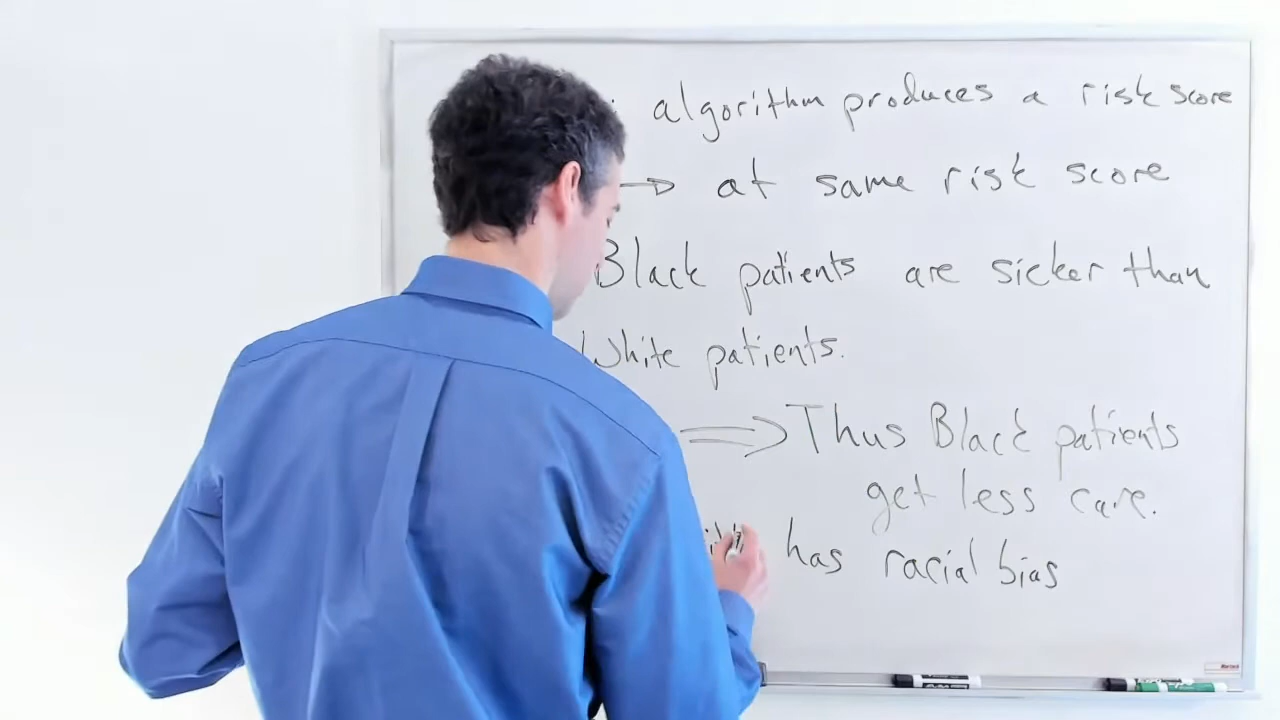 algorithm produces a risk score
→ at same risk score
Black patients are sicker than
White patients.
⟹ Thus Black patients
get less care.
has racial bias